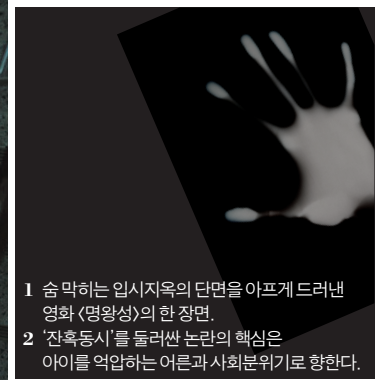 1 숨 막히는 입시지옥의 단면을 아프게 드러낸
영화 〈명왕성〉의 한 장면.
2 ‘잔혹동시’를 둘러싼 논란의 핵심은
아이를 억압하는 어른과 사회분위기로 향한다.